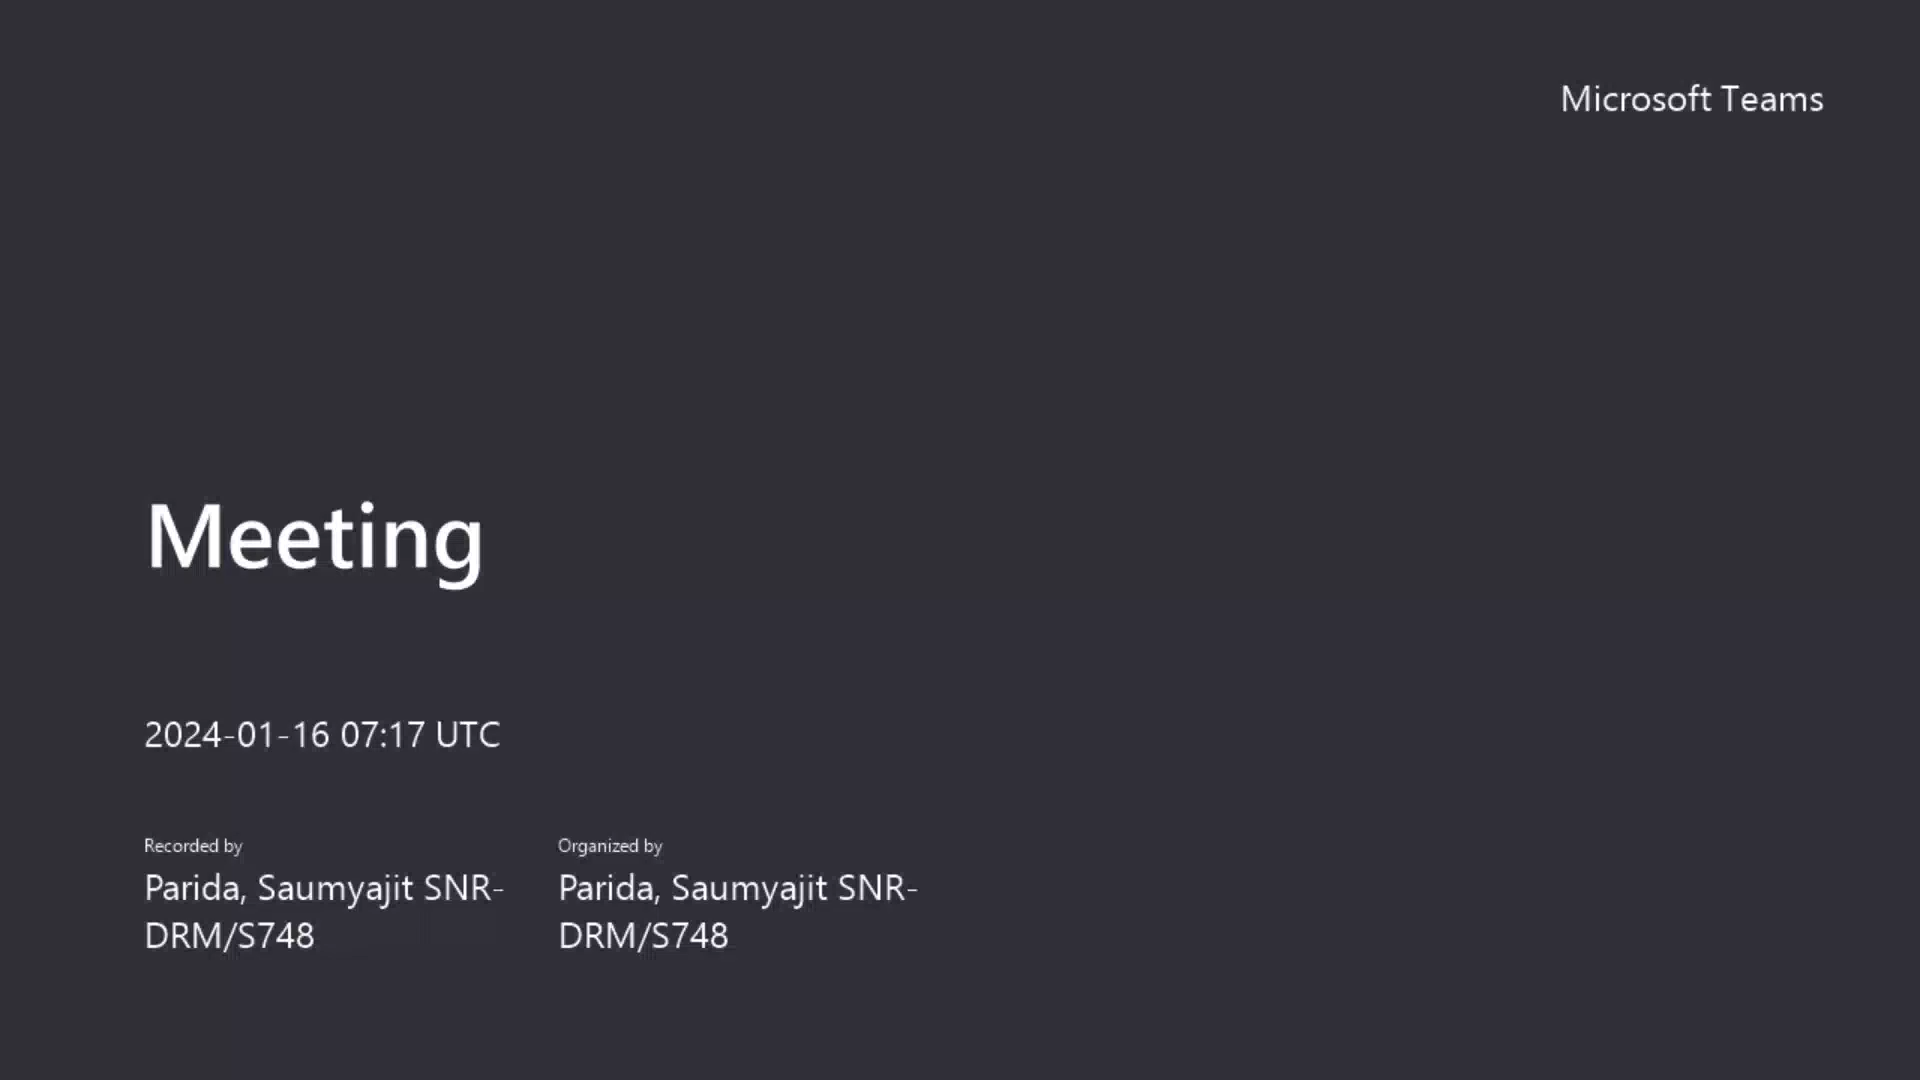 Microsoft Teams
Meeting
2024-01-16 07:17 UTC
Recorded by
Parida, Saumyajit SNR-
DRM/S748
Organized by
Parida, Saumyajit SNR-
DRM/S748